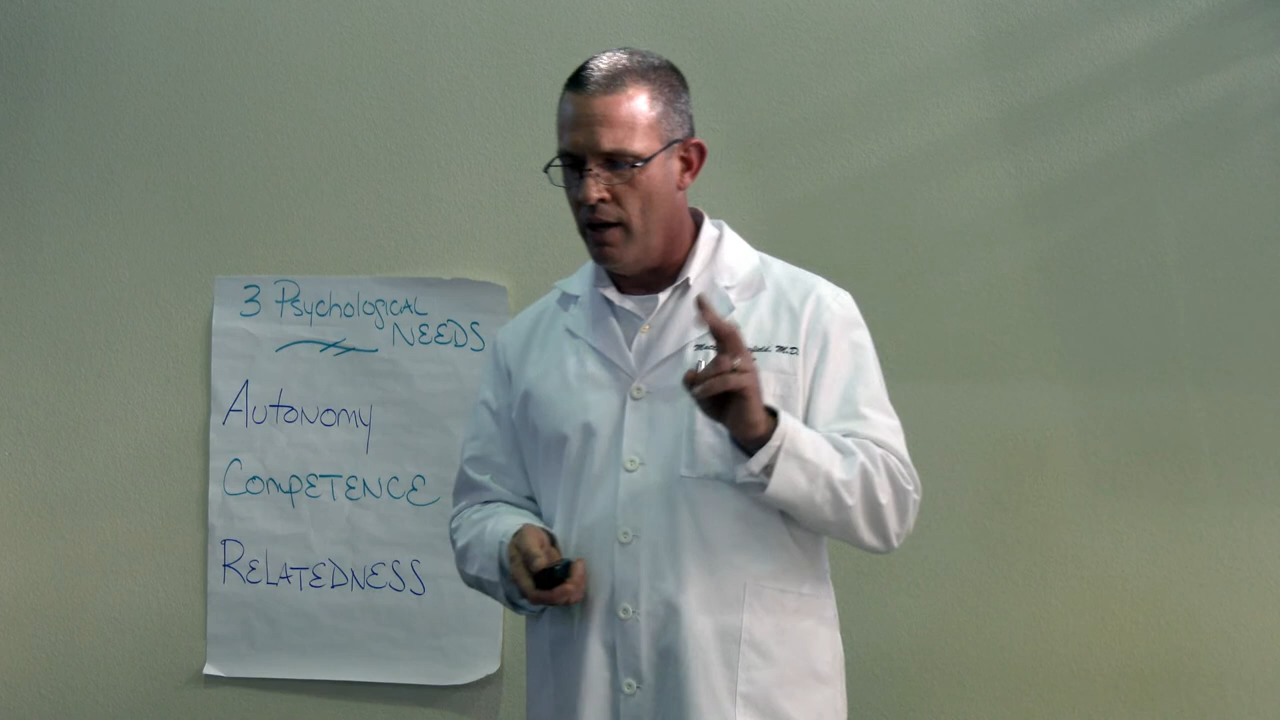 3 Psychological
NEEDS
Autonomy
Competence
Relatedness
M.D.